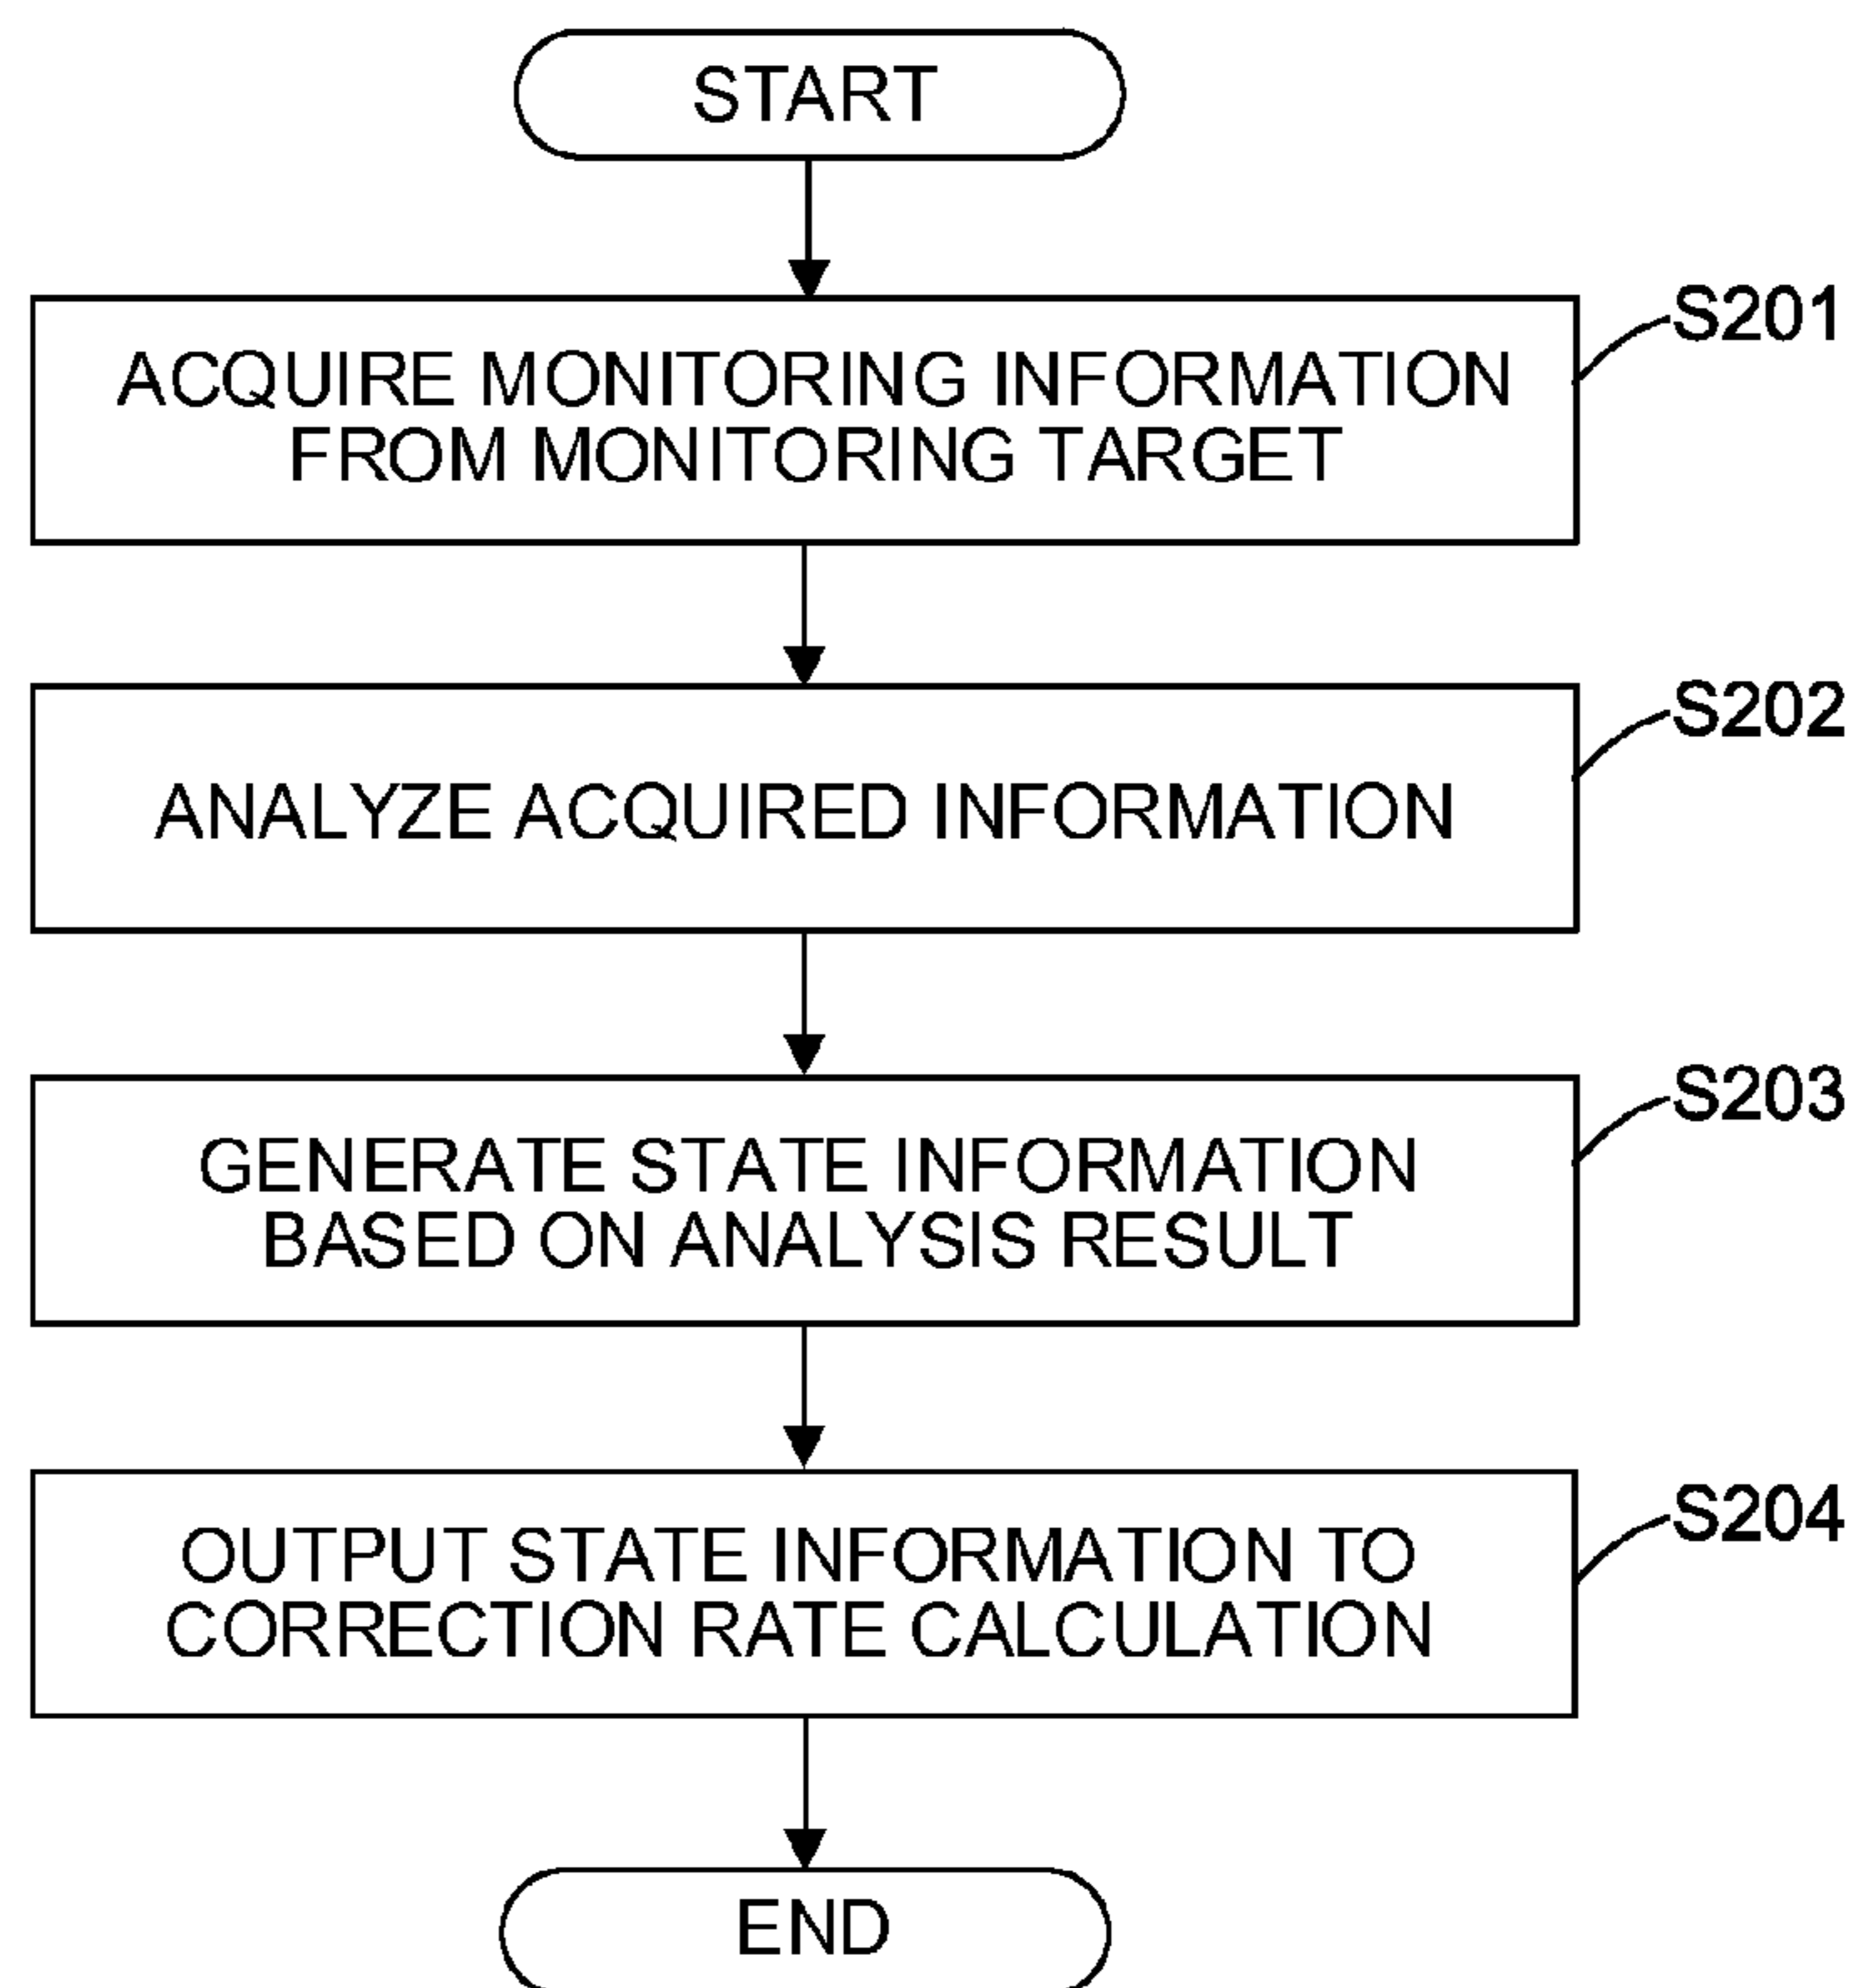 START
S201
ACQUIRE MONITORING INFORMATION
FROM MONITORING TARGET
S202
ANALYZE ACQUIRED INFORMATION
S203
GENERATE STATE INFORMATION
BASED ON ANALYSIS RESULT
S204
OUTPUT STATE INFORMATION TO
CORRECTION RATE CALCULATION
END